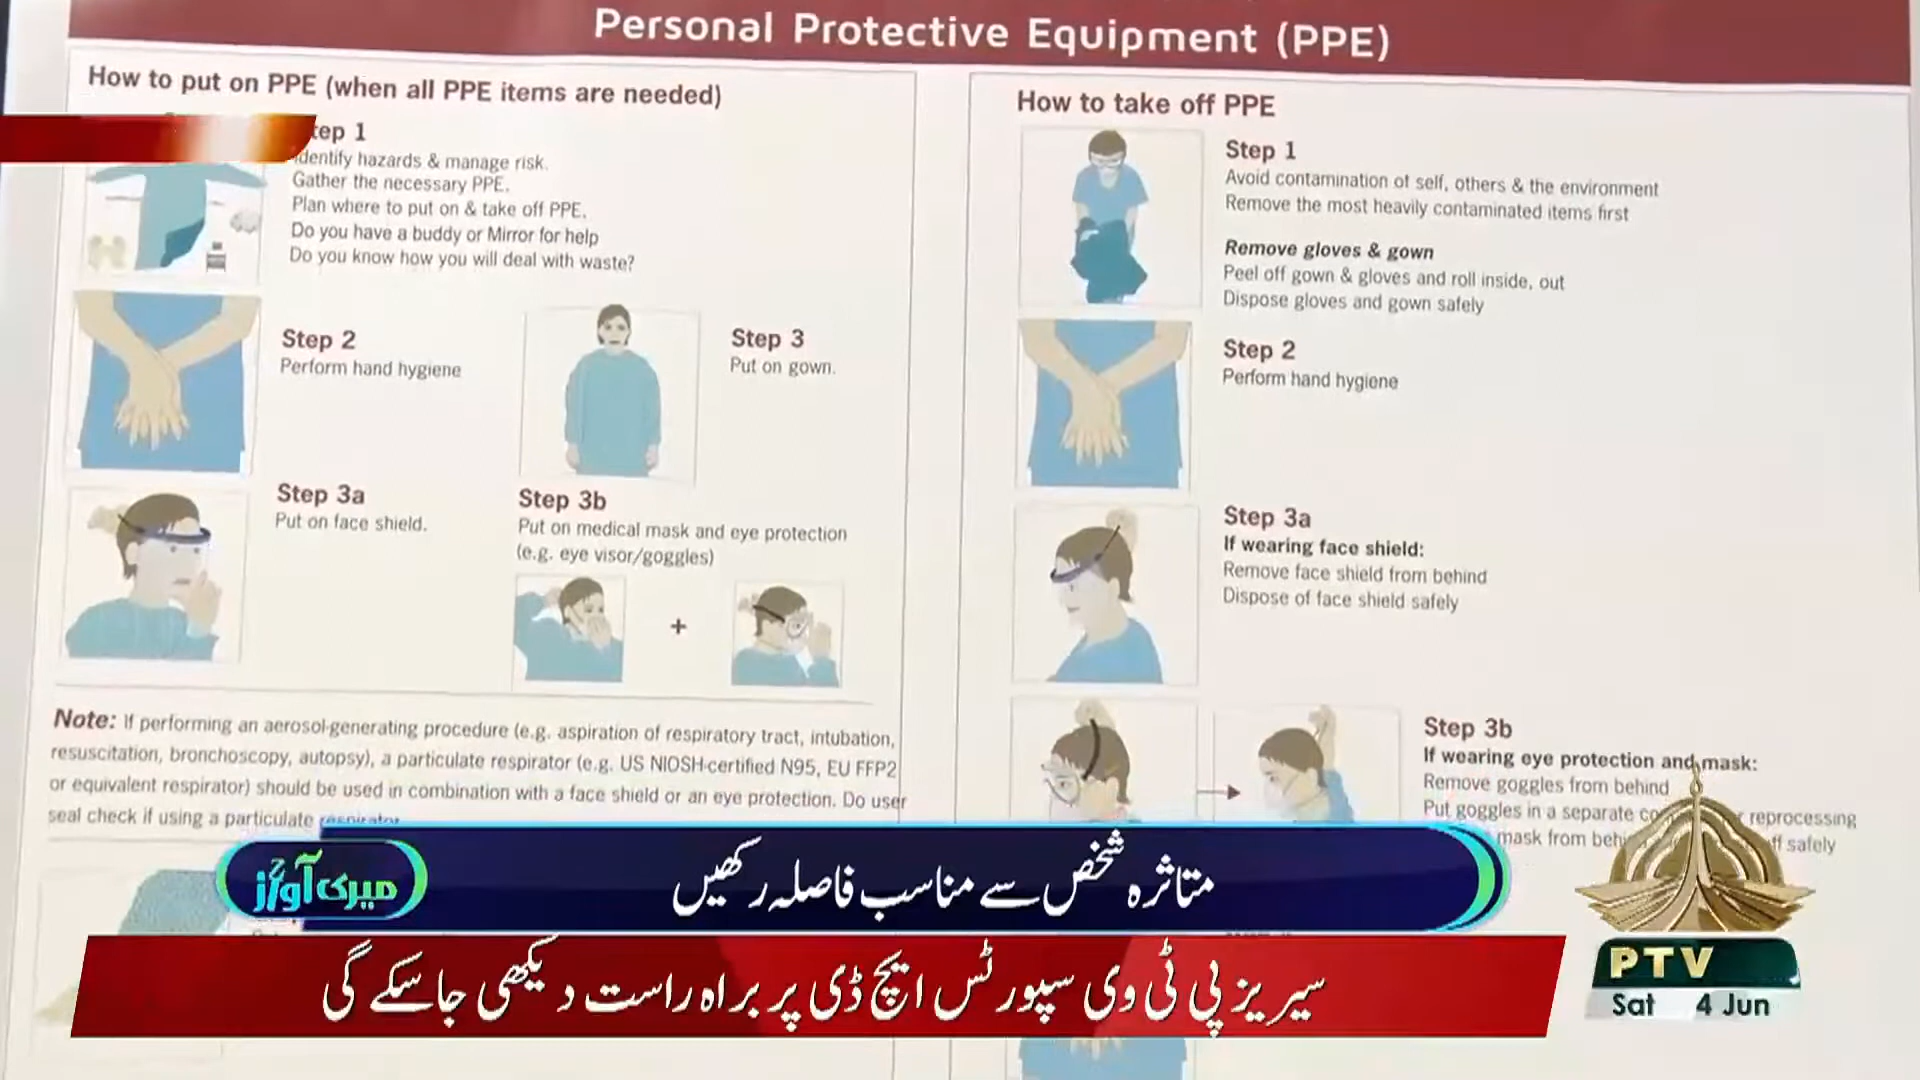 Personal Protective Equipment (PPE)
How to put on PPE (when all PPE items are needed)
tep 1
Identify hazards & manage risk.
Gather the necessary PPE.
Plan where to put on & take off PPE.
Do you have a buddy or Mirror for help
Do you know how you will deal with waste?
Step 2
Perform hand hygiene
Step 3
Put on gown.
Step 3a
Put on face shield.
Step 3b
Put on medical mask and eye protection
(e.g. eye visor/goggles)
+
Note: If performing an aerosol-generating procedure (e.g. aspiration of respiratory tract, intubation,
resuscitation, bronchoscopy, autopsy), a particulate respirator (e.g. US NIOSH-certified N95, EU FFP2
or equivalent respirator) should be used in combination with a face shield or an eye protection. Do user
seal check if using a particulate respirator
How to take off PPE
Step 1
Avoid contamination of self, others & the environment
Remove the most heavily contaminated items first
Remove gloves & gown
Peel off gown & gloves and roll inside, out
Dispose gloves and gown safely
Step 2
Perform hand hygiene
Step 3a
If wearing face shield:
Remove face shield from behind
Dispose of face shield safely
Step 3b
If wearing eye protection and mask:
Remove goggles from behind
Put goggles in a separate reprocessing
mask from safely
میری آواز
متاثرہ شخص سے مناسب فاصلہ رکھیں
سیریز پی ٹی وی سپورٹس ایچ ڈی پر براہ راست دیکھی جا سکے گی
PTV
Sat 4 Jun